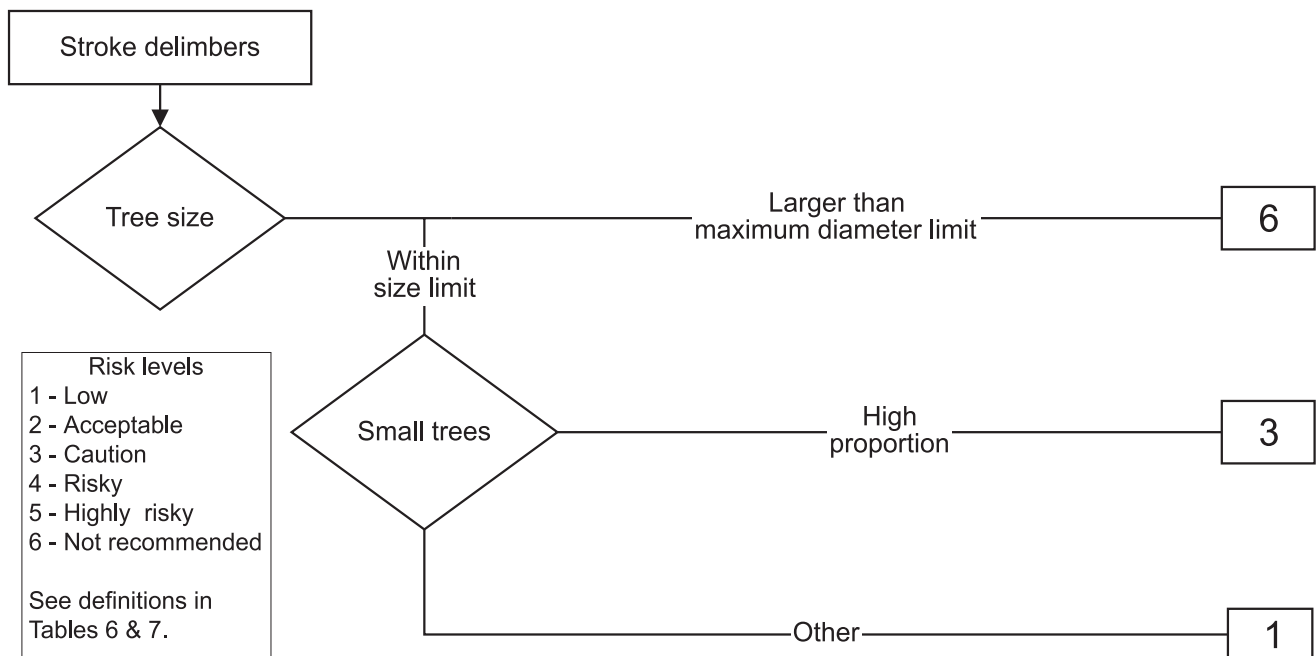 Stroke delimbers
Tree size
Larger than
maximum diameter limit
6
Within
size limit
Risk levels
1 - Low
2 - Acceptable
3 - Caution
4 - Risky
5 - Highly risky
6 - Not recommended
See definitions in
Tables 6 & 7.
Small trees
High
proportion
3
Other
1